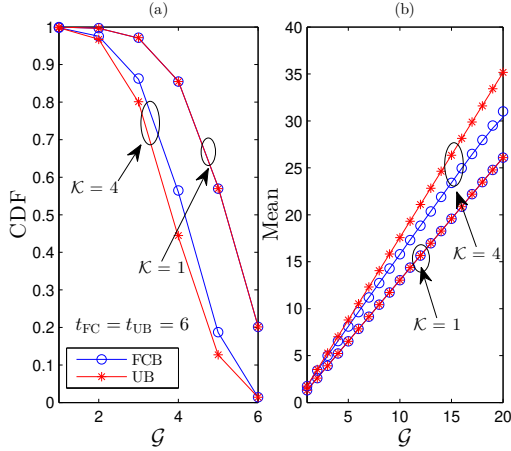 (a)
(b)
1
0.9
0.8
0.7
0.6
0.5
0.4
0.3
0.2
0.1
0
CDF
𝒦 = 4
𝒦 = 1
t_FC = t_UB = 6
FCB
UB
2
4
6
𝒢
40
35
30
25
20
15
10
5
0
Mean
𝒦 = 4
𝒦 = 1
5
10
15
20
𝒢